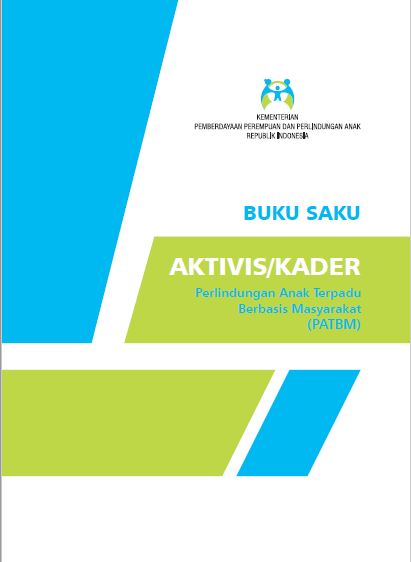 KEMENTERIAN
PEMBERDAYAAN PEREMPUAN DAN PERLINDUNGAN ANAK
REPUBLIK INDONESIA
BUKU SAKU
AKTIVIS/KADER
Perlindungan Anak Terpadu
Berbasis Masyarakat
(PATBM)